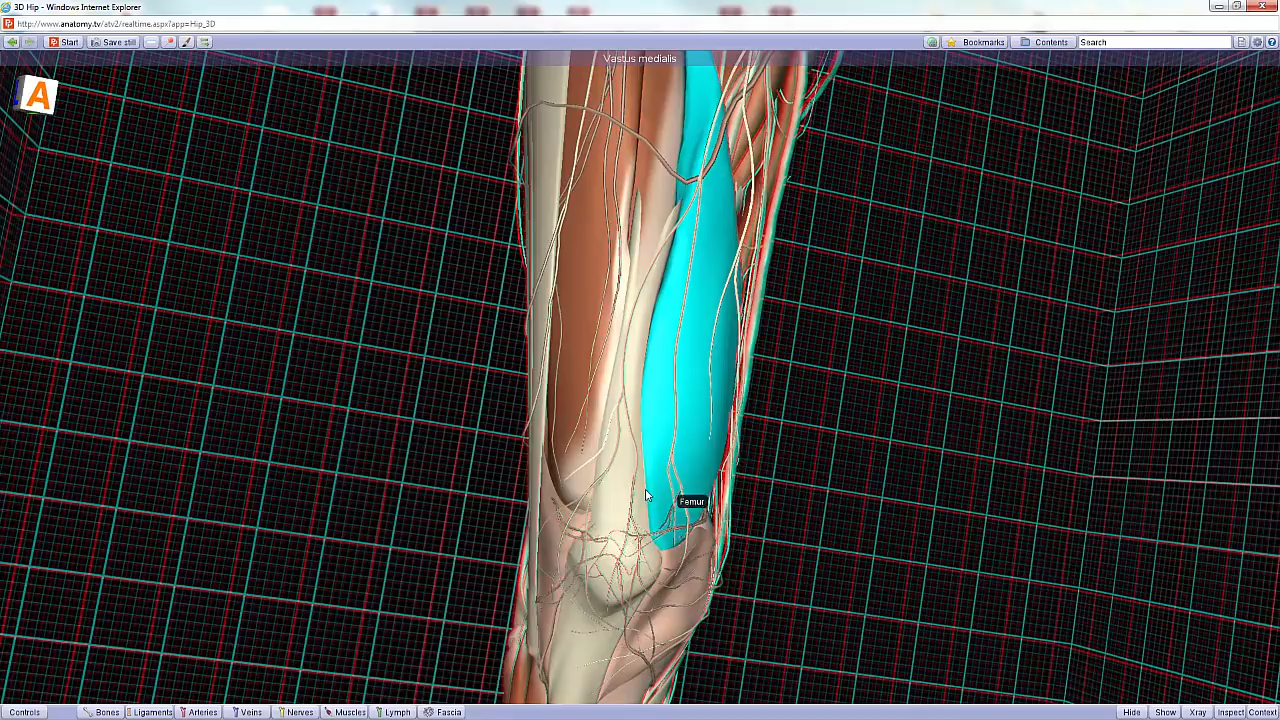 3D Hip - Windows Internet Explorer
http://www.anatomy.tv/atv2/realtime.aspx?app=Hip_3D
Start Save still Bookmarks Contents Search
Vastus medialis
A
Femur
Controls Bones Ligaments Arteries Veins Nerves Muscles Lymph Fascia Hide Show Xray Inspect Context